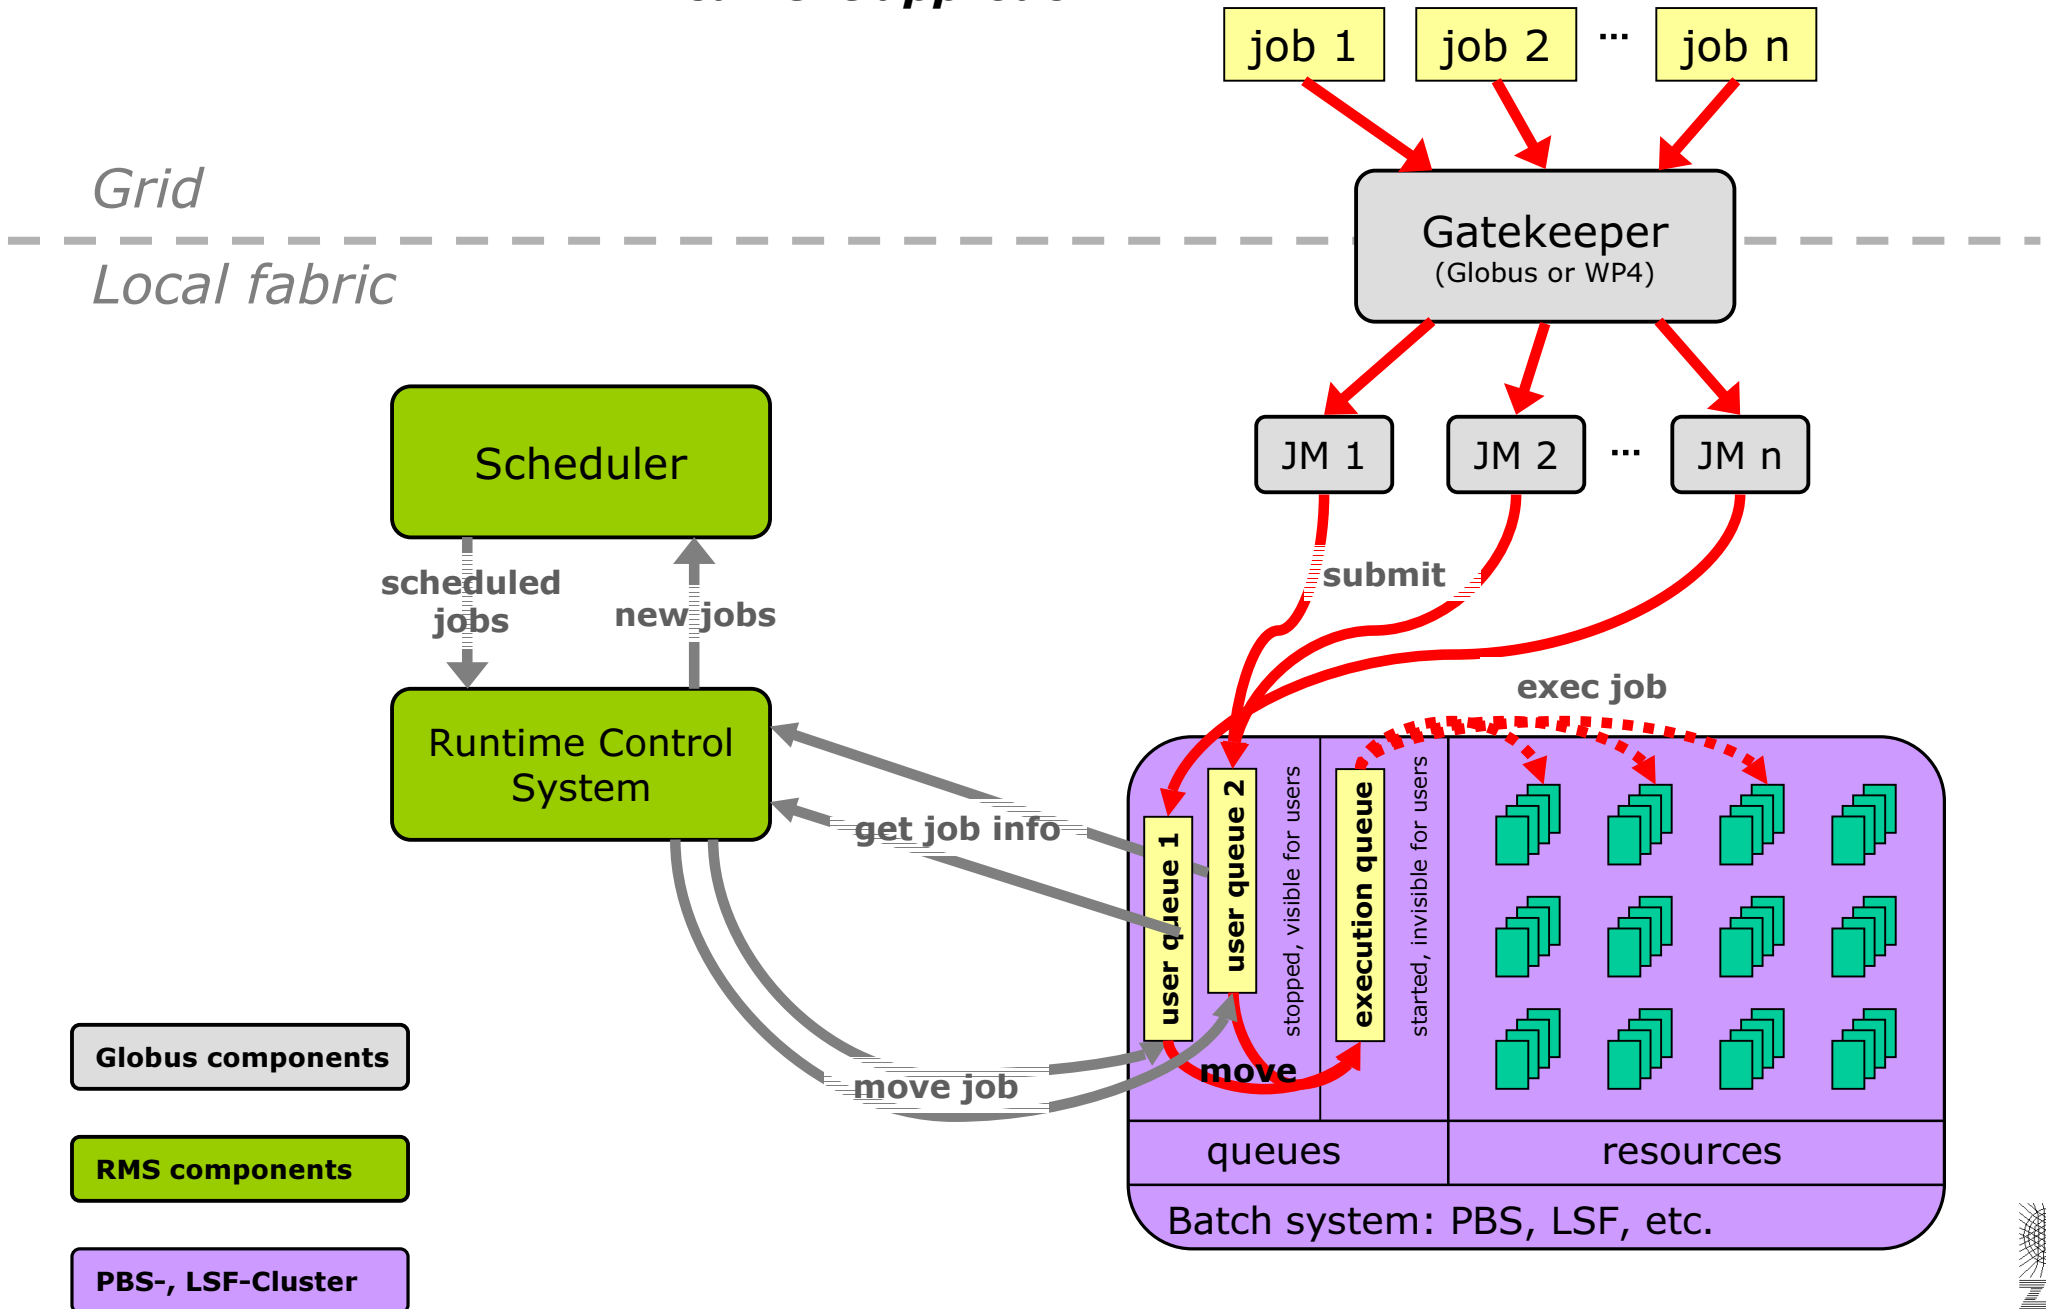 job 1
job 2
...
job n
Grid
Gatekeeper
(Globus or WP4)
Local fabric
Scheduler
JM 1
JM 2
...
JM n
scheduled
jobs
new jobs
submit
exec job
Runtime Control
System
get job info
user queue 1
user queue 2
stopped, visible for users
execution queue
started, invisible for users
move job
move
queues
resources
Batch system: PBS, LSF, etc.
Globus components
RMS components
PBS-, LSF-Cluster